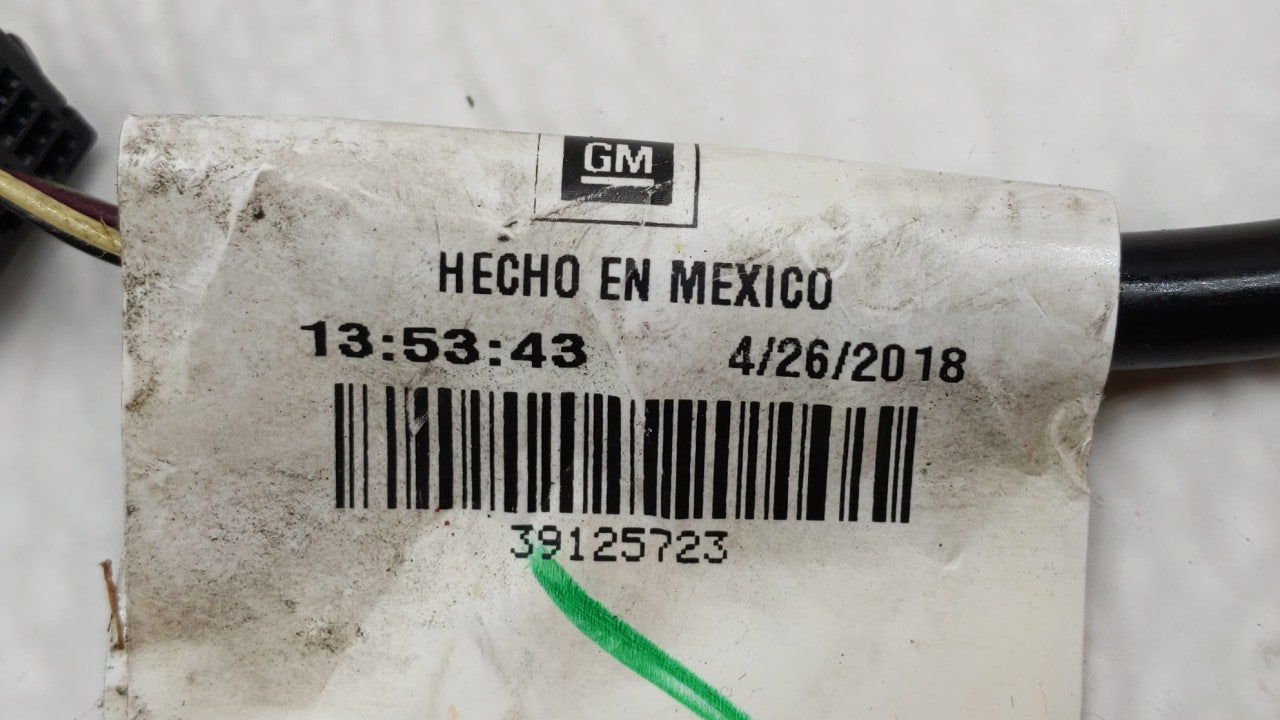 GM
HECHO EN MEXICO
13:53:43 4/26/2018
39125723